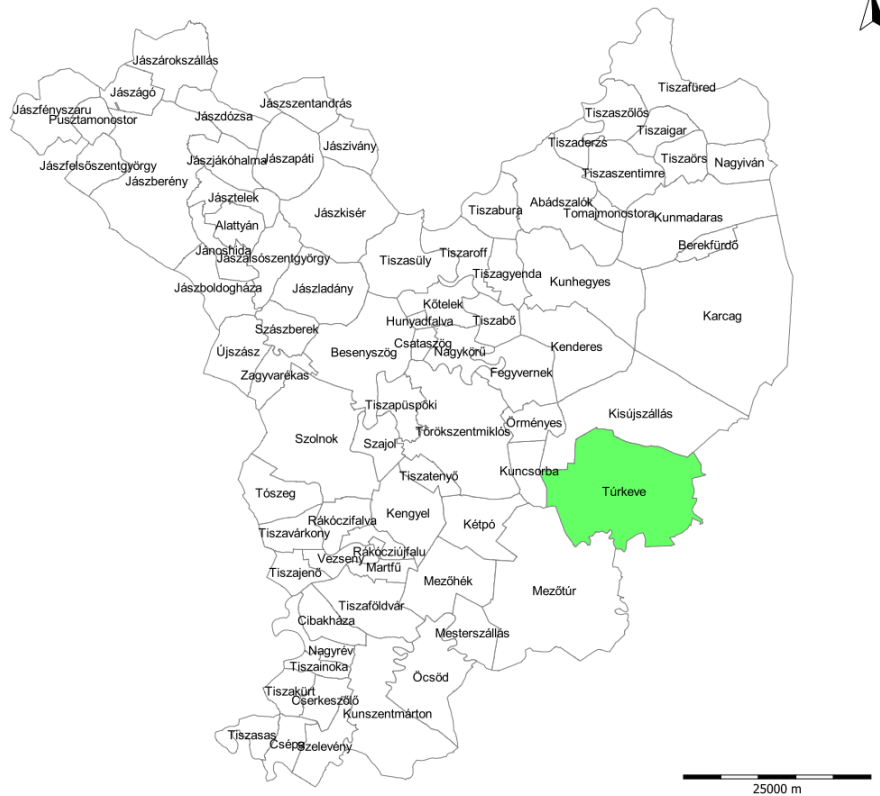 Jászárokszállás
Tiszafüred
Jászágó
Jászszentandrás
Jászfényszaru
Pusztamonostor
Jászdózsa
Tiszaszőlős
Tiszaigar
Tiszaderzs
Jászivány
Jászjákóhalma
Jászapáti
Tiszaörs
Nagyiván
Jászfelsőszentgyörgy
Tiszaszentimre
Jászberény
Jásztelek
Abádszalók
Tiszabura
Jászkisér
Tomajmonostora
Kunmadaras
Alattyán
Berekfürdő
Jánoshida
Jászalsószentgyörgy
Tiszasüly
Tiszaroff
Tiszagyenda
Kunhegyes
Jászboldogháza
Jászladány
Kőtelek
Karcag
Hunyadfalva
Tiszabő
Szászberek
Csataszög
Kenderes
Újszász
Besenyszög
Nagykörű
Fegyvernek
Zagyvarékas
Tiszapüspöki
Kisújszállás
Örményes
Törökszentmiklós
Szolnok
Szajol
Kuncsorba
Tiszatenyő
Túrkeve
Tószeg
Kengyel
Rákóczifalva
Kétpó
Tiszavárkony
Rákócziújfalu
Vezseny
Martfű
Tiszajenő
Mezőhék
Mezőtúr
Tiszaföldvár
Cibakháza
Mesterszállás
Nagyrév
Tiszainoka
Öcsöd
Tiszakürt
Cserkeszőlő
Kunszentmárton
Tiszasas
Csépa
Szelevény
25000 m